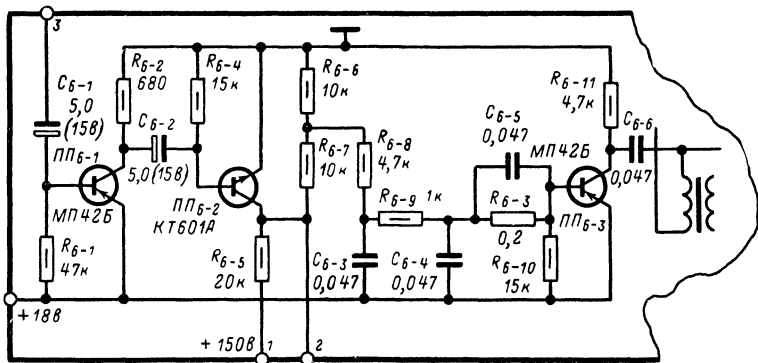 3
C6-1
5,0
(15В)
ПП6-1
МП42Б
R6-1
47к
+18В
R6-2
680
C6-2
5,0(15В)
R6-4
15к
ПП6-2
КТ601А
R6-5
20к
+150В
1
2
R6-6
10к
R6-7
10к
R6-8
4,7к
R6-9 1к
C6-3
0,047
C6-4
0,047
C6-5
0,047
R6-3
0,2
R6-10
15к
МП42Б
ПП6-3
R6-11
4,7к
C6-6
0,047